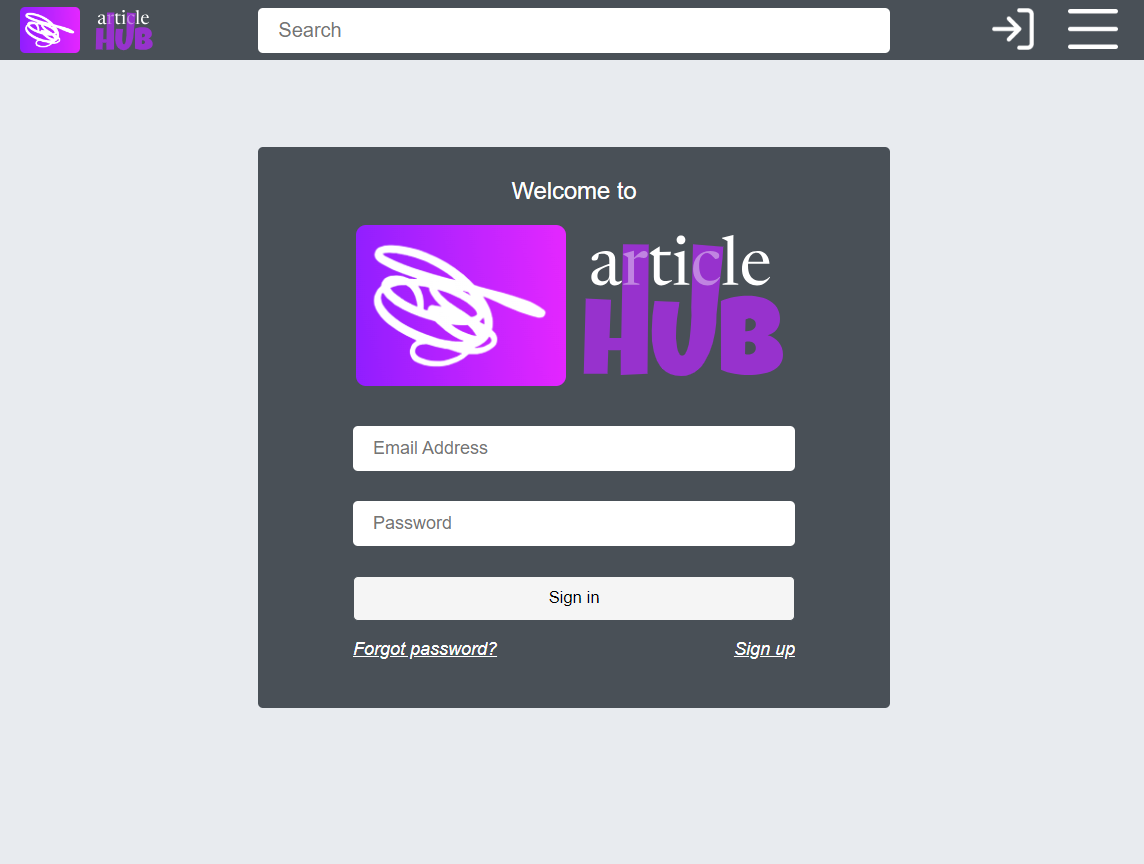 article
HUB
Search
Welcome to
article
HUB
Email Address
Password
Sign in
Forgot password? Sign up